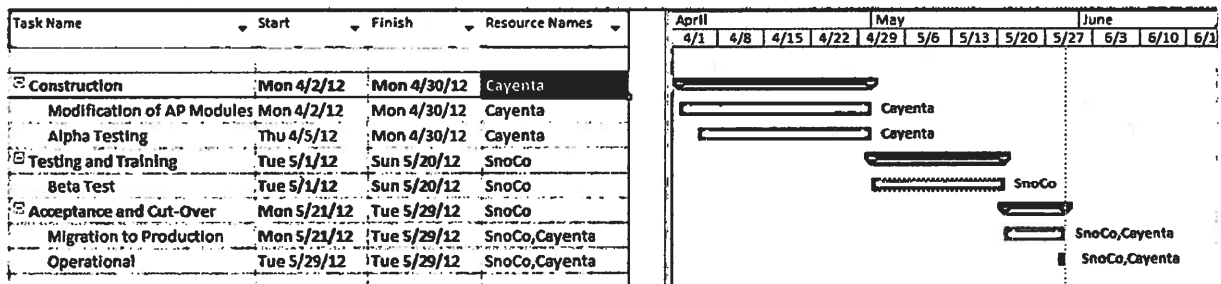 Task Name Start Finish Resource Names April May June
4/1 4/8 4/15 4/22 4/29 5/6 5/13 5/20 5/27 6/3 6/10 6/1
Construction Mon 4/2/12 Mon 4/30/12 Cayenta
Modification of AP Modules Mon 4/2/12 Mon 4/30/12 Cayenta Cayenta
Alpha Testing Thu 4/5/12 Mon 4/30/12 Cayenta Cayenta
Testing and Training Tue 5/1/12 Sun 5/20/12 SnoCo
Beta Test Tue 5/1/12 Sun 5/20/12 SnoCo SnoCo
Acceptance and Cut-Over Mon 5/21/12 Tue 5/29/12 SnoCo
Migration to Production Mon 5/21/12 Tue 5/29/12 SnoCo,Cayenta SnoCo,Cayenta
Operational Tue 5/29/12 Tue 5/29/12 SnoCo,Cayenta SnoCo,Cayenta